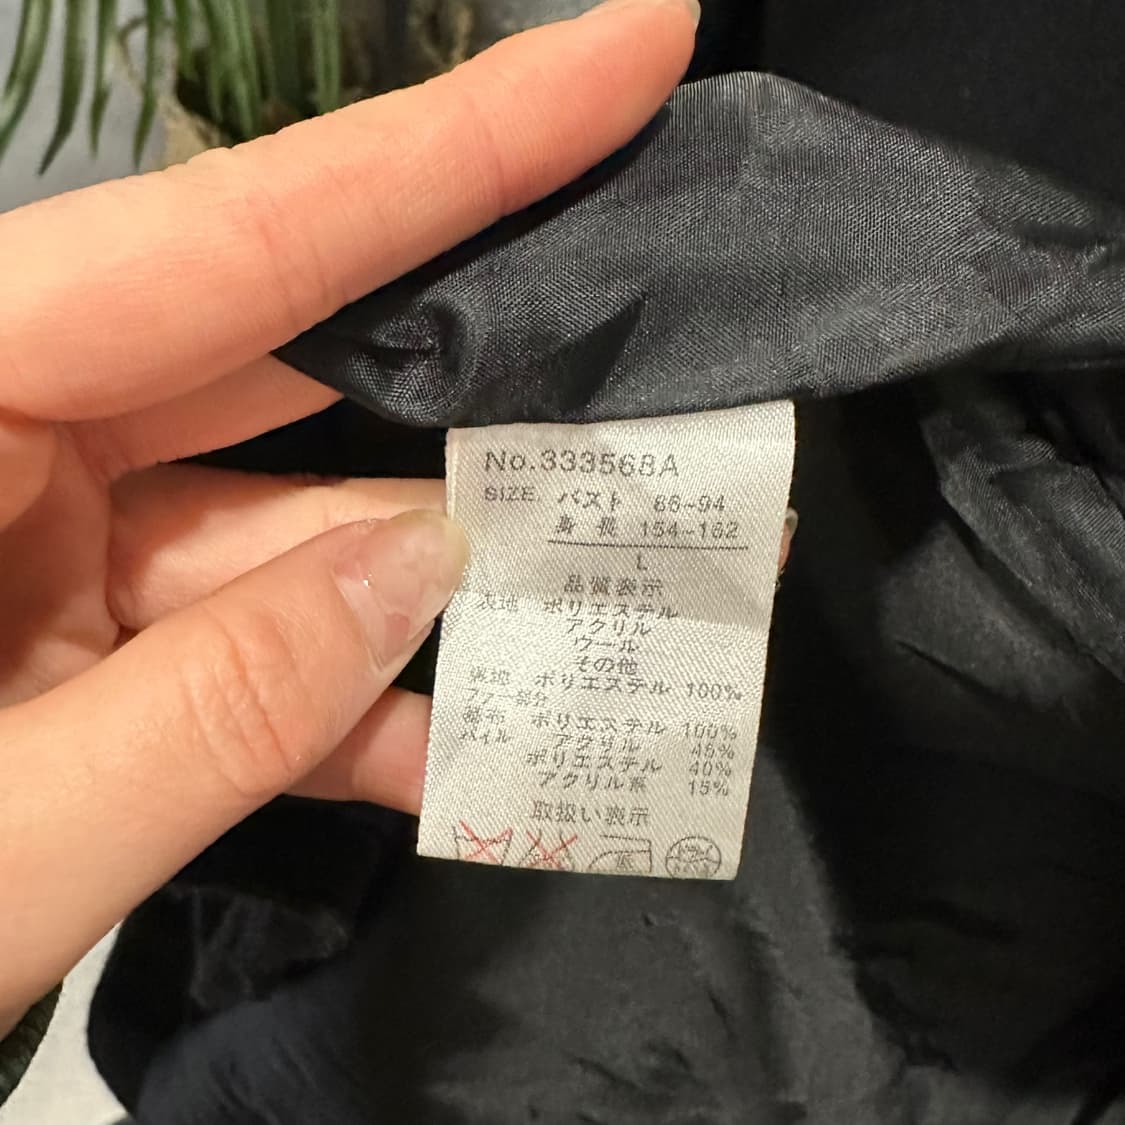 No.333568A
SIZE バスト 86~94
身長 154~162
L
品質表示
表地 ポリエステル
アクリル
ウール
その他
裏地 ポリエステル 100%
ファー部分
基布 ポリエステル 100%
パイル アクリル 45%
ポリエステル 40%
アクリル系 15%
取扱い表示